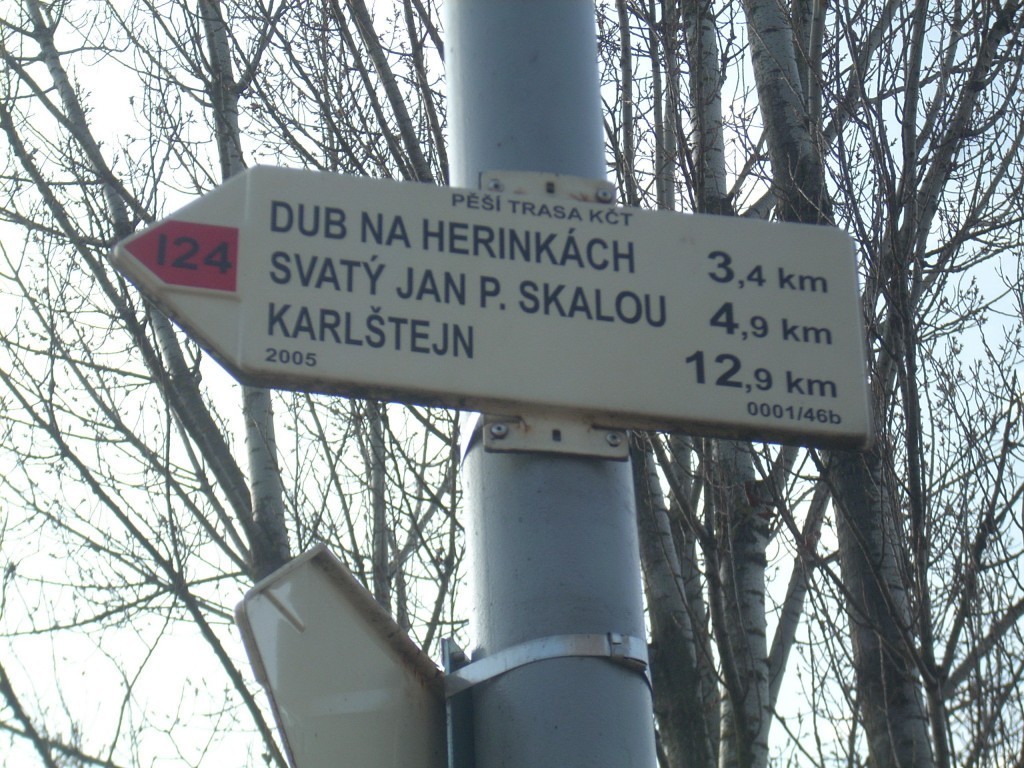 PĚŠÍ TRASA KČT
124
DUB NA HERINKÁCH 3,4 km
SVATÝ JAN P. SKALOU 4,9 km
KARLŠTEJN 12,9 km
2005 0001/46b